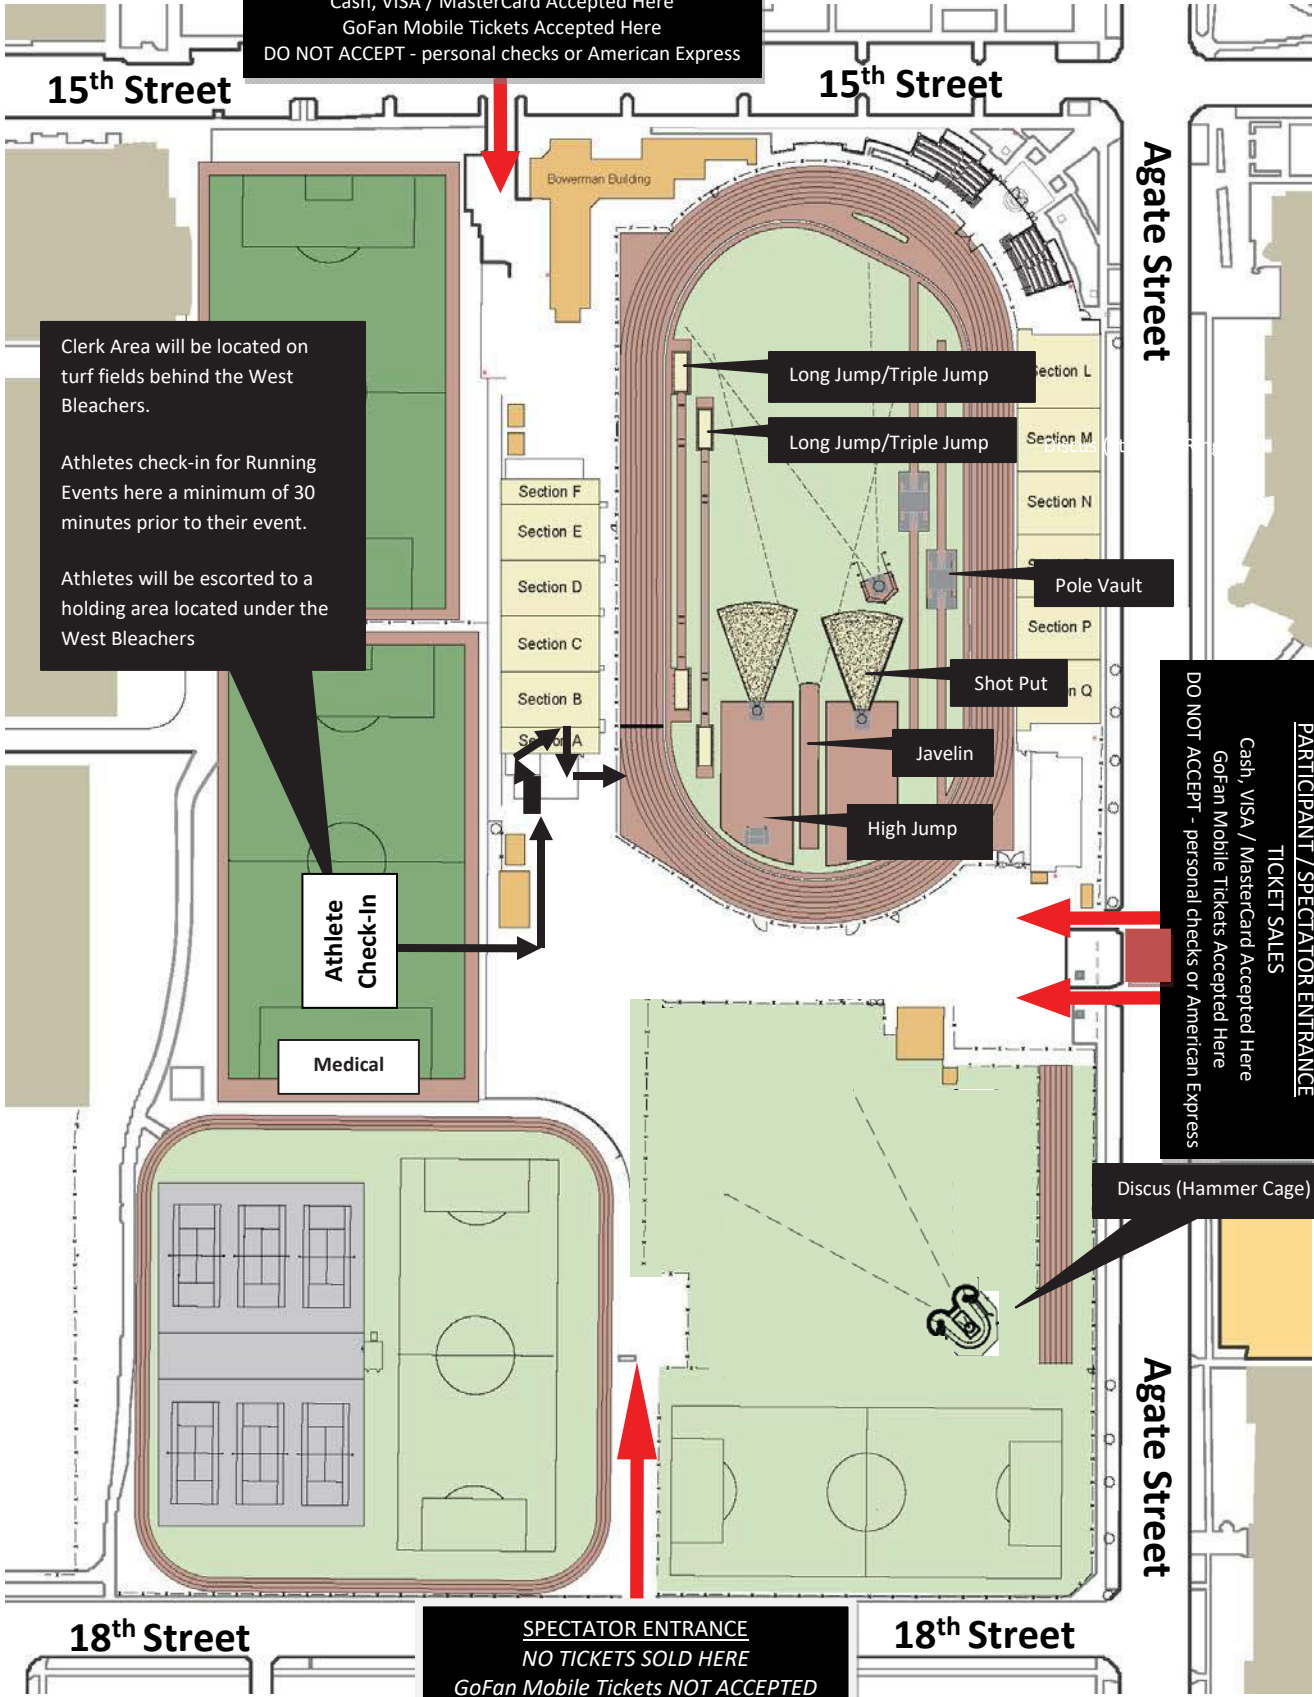 Cash, VISA / MasterCard Accepted Here
GoFan Mobile Tickets Accepted Here
DO NOT ACCEPT - personal checks or American Express
15th Street
15th Street
Agate Street
Bowerman Building
Clerk Area will be located on
turf fields behind the West
Bleachers.
Athletes check-in for Running
Events here a minimum of 30
minutes prior to their event.
Athletes will be escorted to a
holding area located under the
West Bleachers
Long Jump/Triple Jump
Long Jump/Triple Jump
Section L
Section M
Discus
Section N
Pole Vault
Section P
Section F
Section E
Section D
Section C
Section B
Section A
Shot Put
Q
Javelin
High Jump
PARTICIPANT / SPECTATOR ENTRANCE
TICKET SALES
Cash, VISA / MasterCard Accepted Here
GoFan Mobile Tickets Accepted Here
DO NOT ACCEPT - personal checks or American Express
Athlete
Check-In
Medical
Discus (Hammer Cage)
Agate Street
18th Street
18th Street
SPECTATOR ENTRANCE
NO TICKETS SOLD HERE
GoFan Mobile Tickets NOT ACCEPTED